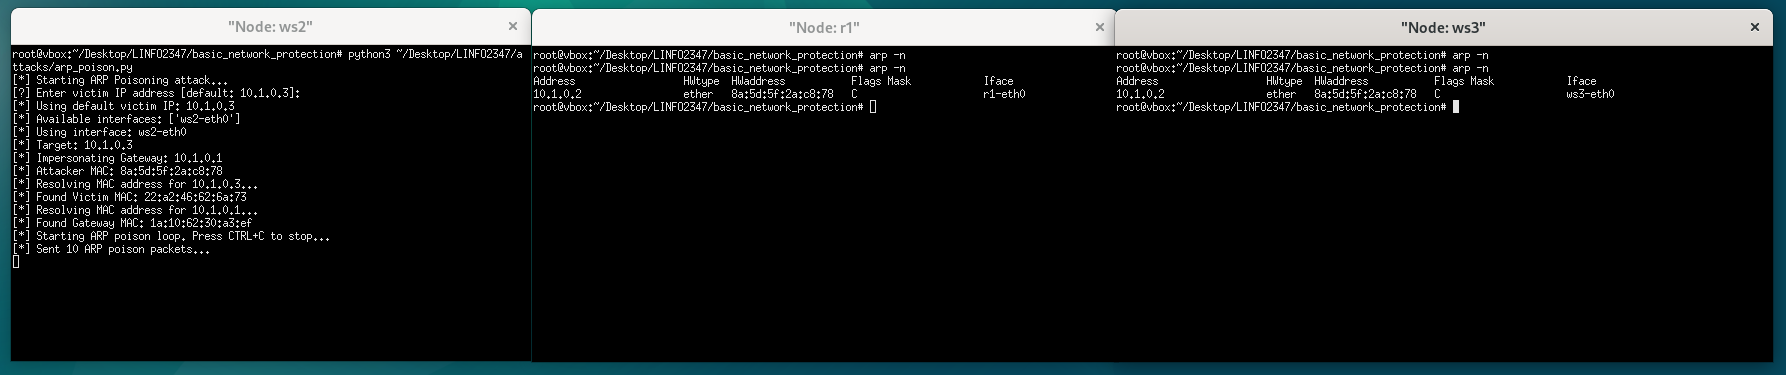 "Node: ws2"
root@vbox:~/Desktop/LINFO2347/basic_network_protection# python3 ~/Desktop/LINFO2347/a
ttacks/arp_poison.py
[*] Starting ARP Poisoning attack...
[?] Enter victim IP address [default: 10.1.0.3]:
[*] Using default victim IP: 10.1.0.3
[*] Available interfaces: ['ws2-eth0']
[*] Using interface: ws2-eth0
[*] Target: 10.1.0.3
[*] Impersonating Gateway: 10.1.0.1
[*] Attacker MAC: 8a:5d:5f:2a:c8:78
[*] Resolving MAC address for 10.1.0.3...
[*] Found Victim MAC: 22:a2:46:62:6a:73
[*] Resolving MAC address for 10.1.0.1...
[*] Found Gateway MAC: 1a:10:62:30:a3:ef
[*] Starting ARP poison loop. Press CTRL+C to stop...
[*] Sent 10 ARP poison packets...
"Node: r1"
root@vbox:~/Desktop/LINFO2347/basic_network_protection# arp -n
root@vbox:~/Desktop/LINFO2347/basic_network_protection# arp -n
Address HWtype HWaddress Flags Mask Iface
10.1.0.2 ether 8a:5d:5f:2a:c8:78 C r1-eth0
root@vbox:~/Desktop/LINFO2347/basic_network_protection#
"Node: ws3"
root@vbox:~/Desktop/LINFO2347/basic_network_protection# arp -n
root@vbox:~/Desktop/LINFO2347/basic_network_protection# arp -n
Address HWtype HWaddress Flags Mask Iface
10.1.0.2 ether 8a:5d:5f:2a:c8:78 C ws3-eth0
root@vbox:~/Desktop/LINFO2347/basic_network_protection#